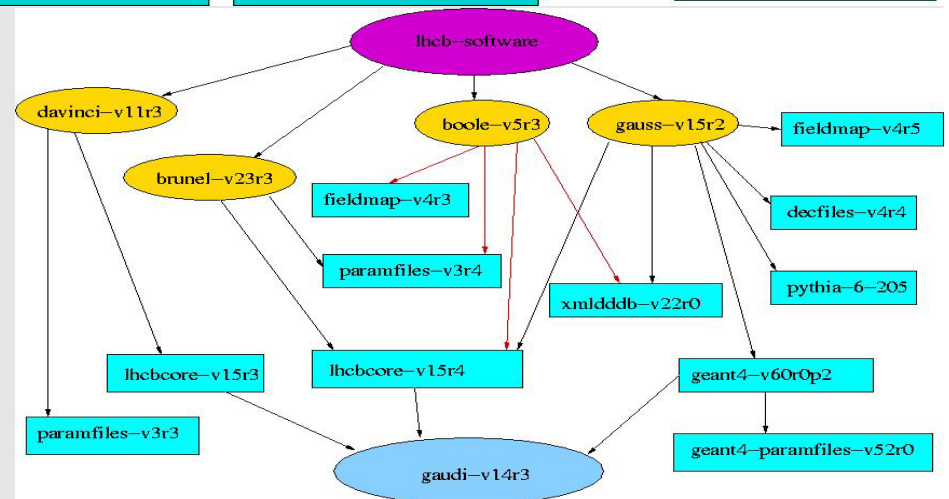 lhcb-software
davinci-v11r3
boole-v5r3
gauss-v15r2
fieldmap-v4r5
brunel-v23r3
fieldmap-v4r3
decfiles-v4r4
paramfiles-v3r4
pythia-6-205
xmldddb-v22r0
lhcbcore-v15r3
lhcbcore-v15r4
geant4-v60r0p2
paramfiles-v3r3
geant4-paramfiles-v52r0
gaudi-v14r3